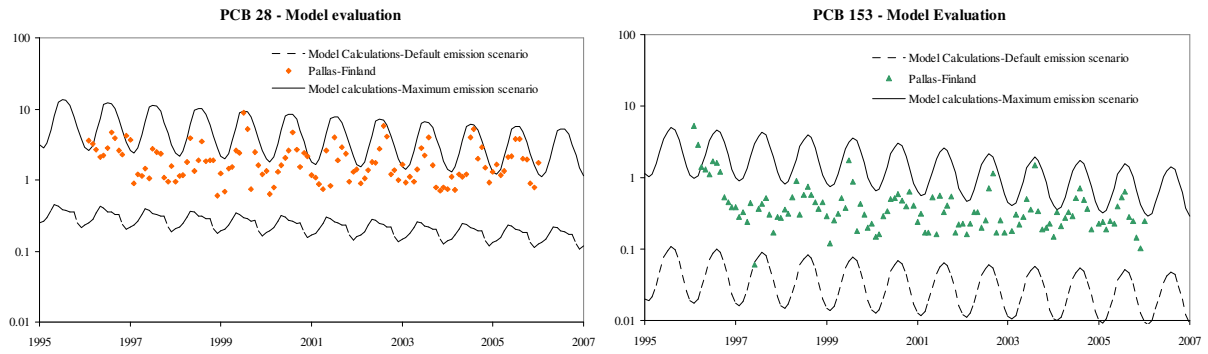 PCB 28 - Model evaluation
100
10
1
0.1
0.01
Model Calculations-Default emission scenario
Pallas-Finland
Model calculations-Maximum emission scenario
1995 1997 1999 2001 2003 2005 2007
PCB 153 - Model Evaluation
100
10
1
0.1
0.01
Model Calculations-Default emission scenario
Pallas-Finland
Model calculations-Maximum emission scenario
1995 1997 1999 2001 2003 2005 2007